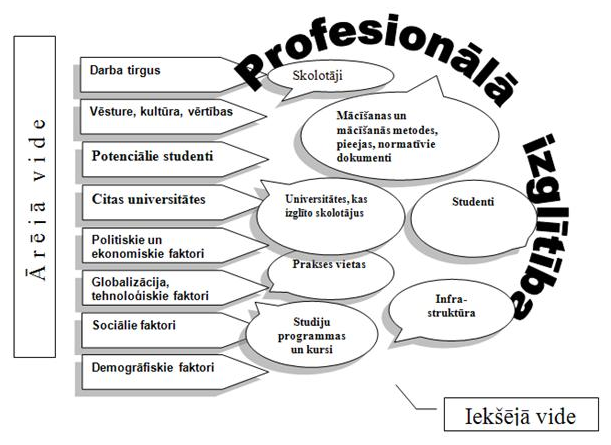 Profesionālā
izglītība
Ārējā vide
Darba tirgus
Vēsture, kultūra, vērtības
Potenciālie studenti
Citas universitātes
Politiskie un
ekonomiskie faktori
Globalizācija,
tehnoloģiskie faktori
Sociālie faktori
Demogrāfiskie faktori
Skolotāji
Mācīšanas un
mācīšanās metodes,
pieejas, normatīvie
dokumenti
Universitātes, kas
izglīto skolotājus
Studenti
Prakses vietas
Infra-
struktūra
Studiju
programmas
un kursi
Iekšējā vide